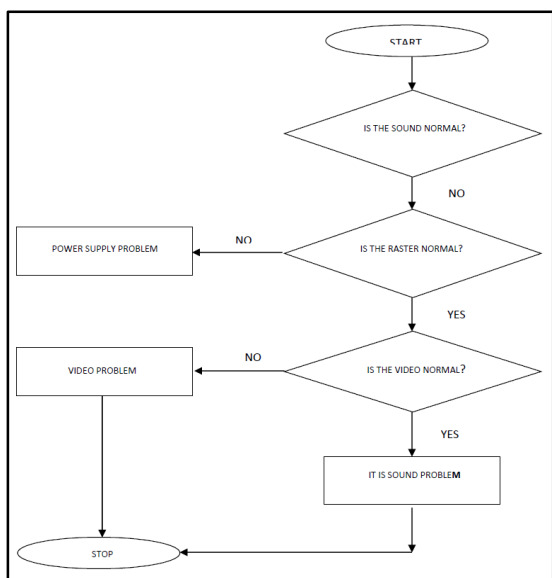 START
IS THE SOUND NORMAL?
NO
IS THE RASTER NORMAL?
NO
POWER SUPPLY PROBLEM
YES
IS THE VIDEO NORMAL?
NO
VIDEO PROBLEM
YES
IT IS SOUND PROBLEM
STOP